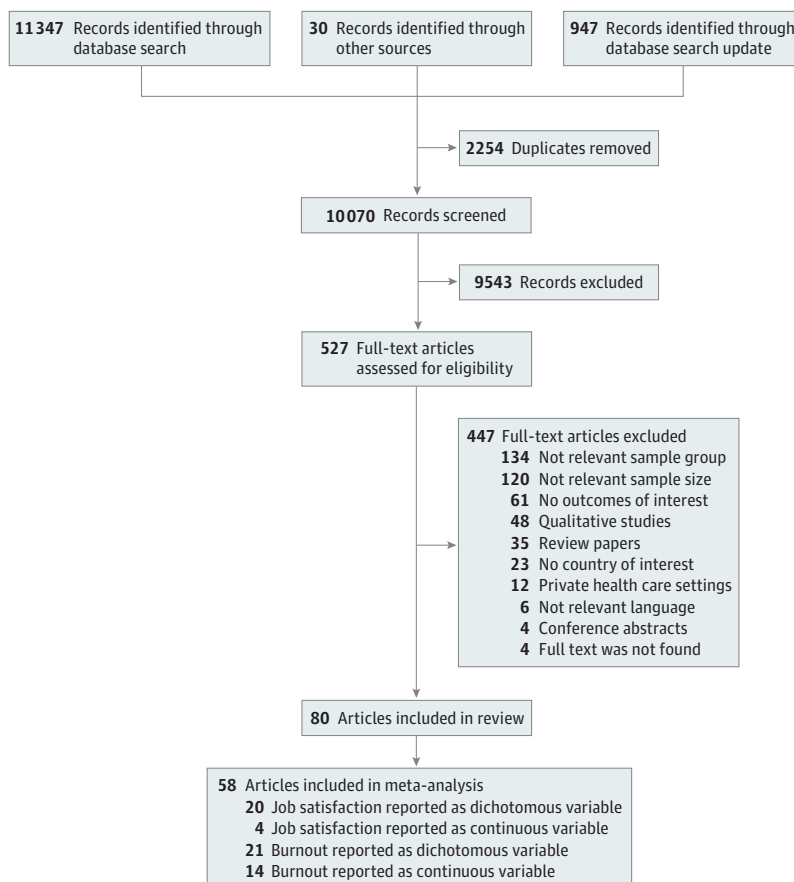 11 347 Records identified through
database search
30 Records identified through
other sources
947 Records identified through
database search update
2254 Duplicates removed
10 070 Records screened
9543 Records excluded
527 Full-text articles
assessed for eligibility
447 Full-text articles excluded
134 Not relevant sample group
120 Not relevant sample size
61 No outcomes of interest
48 Qualitative studies
35 Review papers
23 No country of interest
12 Private health care settings
6 Not relevant language
4 Conference abstracts
4 Full text was not found
80 Articles included in review
58 Articles included in meta-analysis
20 Job satisfaction reported as dichotomous variable
4 Job satisfaction reported as continuous variable
21 Burnout reported as dichotomous variable
14 Burnout reported as continuous variable